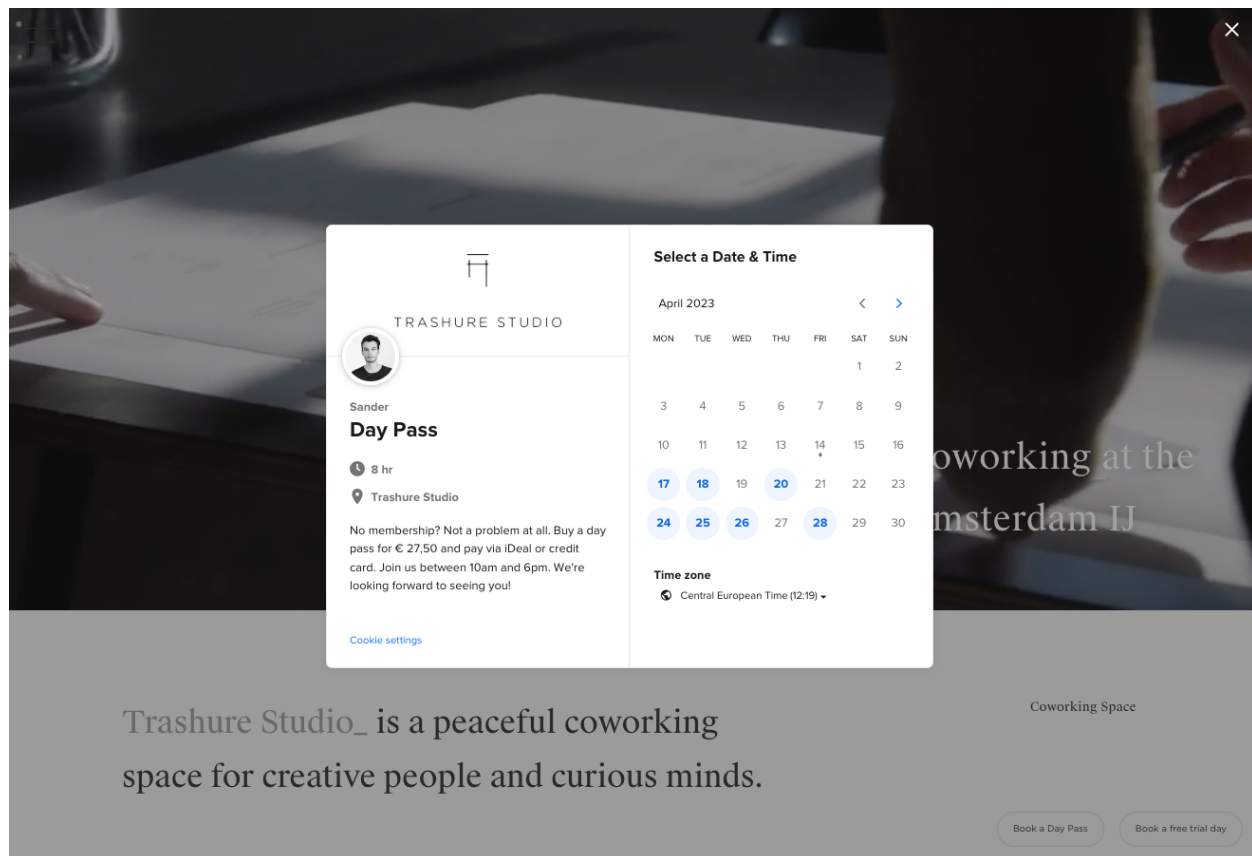 TRASHURE STUDIO
Sander
Day Pass
8 hr
Trashure Studio
No membership? Not a problem at all. Buy a day
pass for € 27,50 and pay via iDeal or credit
card. Join us between 10am and 6pm. We're
looking forward to seeing you!
Cookie settings
Select a Date & Time
April 2023
MON TUE WED THU FRI SAT SUN
1 2
3 4 5 6 7 8 9
10 11 12 13 14 15 16
17 18 19 20 21 22 23
24 25 26 27 28 29 30
Time zone
Central European Time (12:19)
oworking at the
msterdam IJ
Trashure Studio_ is a peaceful coworking
space for creative people and curious minds.
Coworking Space
Book a Day Pass
Book a free trial day